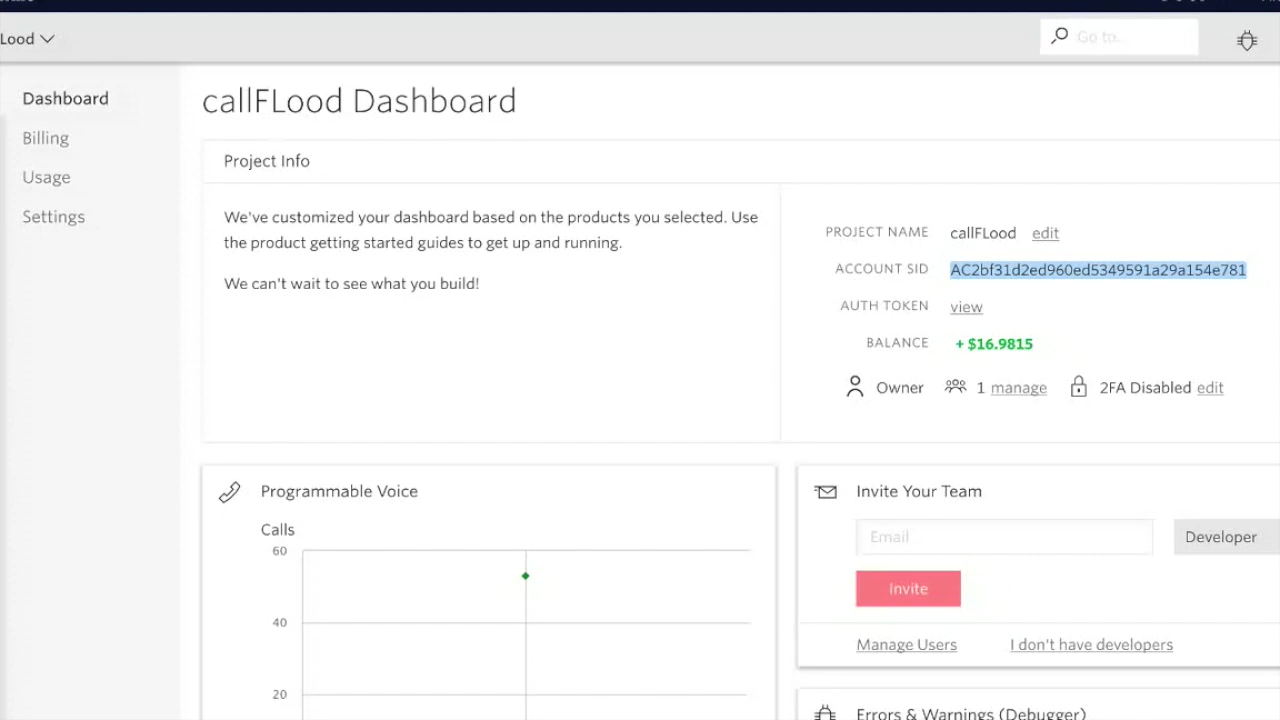 Lood
Go to..
Dashboard
Billing
Usage
Settings
callFLood Dashboard
Project Info
We've customized your dashboard based on the products you selected. Use
the product getting started guides to get up and running.
We can't wait to see what you build!
PROJECT NAME callFLood edit
ACCOUNT SID AC2bf31d2ed960ed5349591a29a154e781
AUTH TOKEN view
BALANCE + $16.9815
Owner 1 manage 2FA Disabled edit
Programmable Voice
Calls
60
40
20
Invite Your Team
Email Developer
Invite
Manage Users I don't have developers
Errors & Warnings (Debugger)